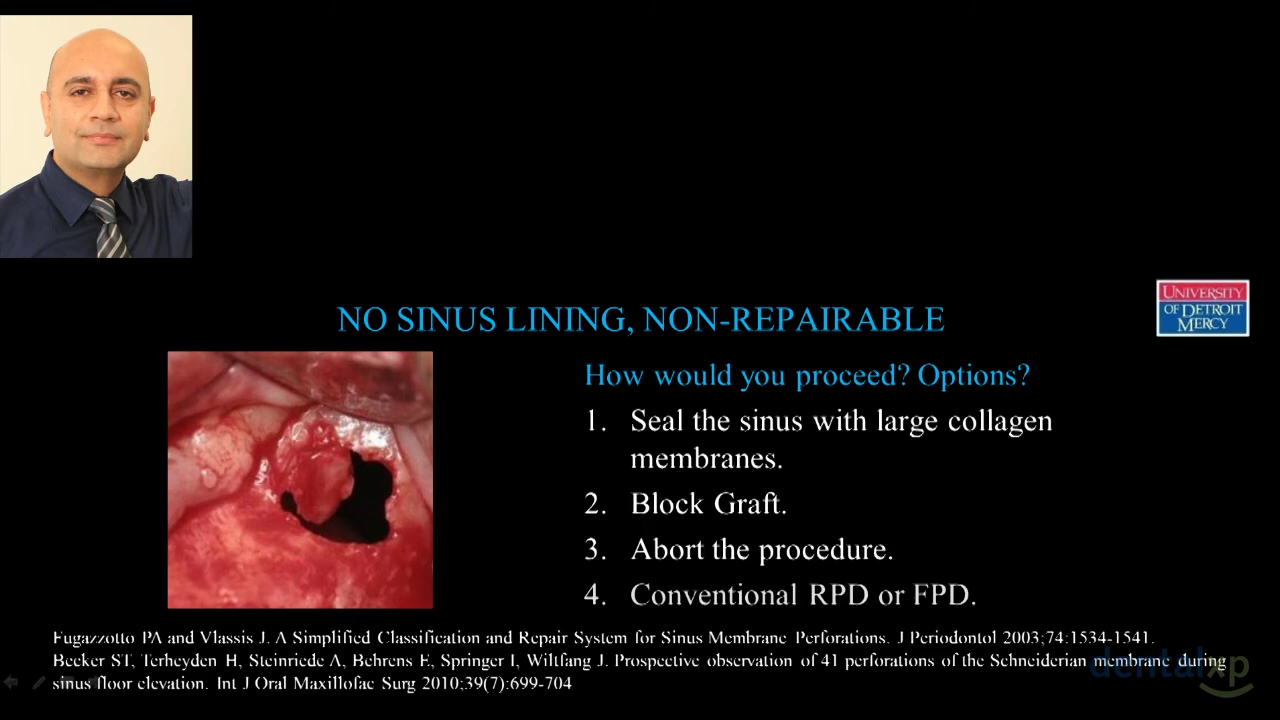 NO SINUS LINING, NON-REPAIRABLE
UNIVERSITY
OF DETROIT
MERCY
How would you proceed? Options?
1. Seal the sinus with large collagen
membranes.
2. Block Graft.
3. Abort the procedure.
4. Conventional RPD or FPD.
Fugazzotto PA and Vlassis J. A Simplified Classification and Repair System for Sinus Membrane Perforations. J Periodontol 2003;74:1534-1541.
Becker ST, Terheyden H, Steinriede A, Behrens E, Springer I, Wiltfang J. Prospective observation of 41 perforations of the Schneiderian membrane during
sinus floor elevation. Int J Oral Maxillofac Surg 2010;39(7):699-704
dentalxp